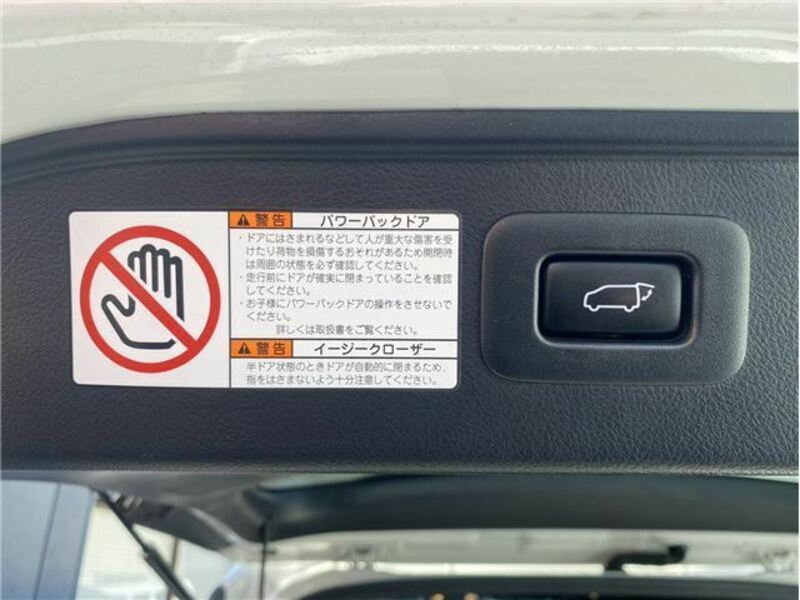 警告 パワーバックドア
・ドアにはさまれるなどして人が重大な傷害を受
けたり荷物を損傷するおそれがあるため開閉時
は周囲の状態を必ず確認してください。
・走行前にドアが確実に閉まっていることを確認
してください。
・お子様にパワーバックドアの操作をさせないで
ください。
詳しくは取扱書をご覧ください。
警告 イージークローザー
半ドア状態のときドアが自動的に閉まるため、
指をはさまないよう十分注意してください。